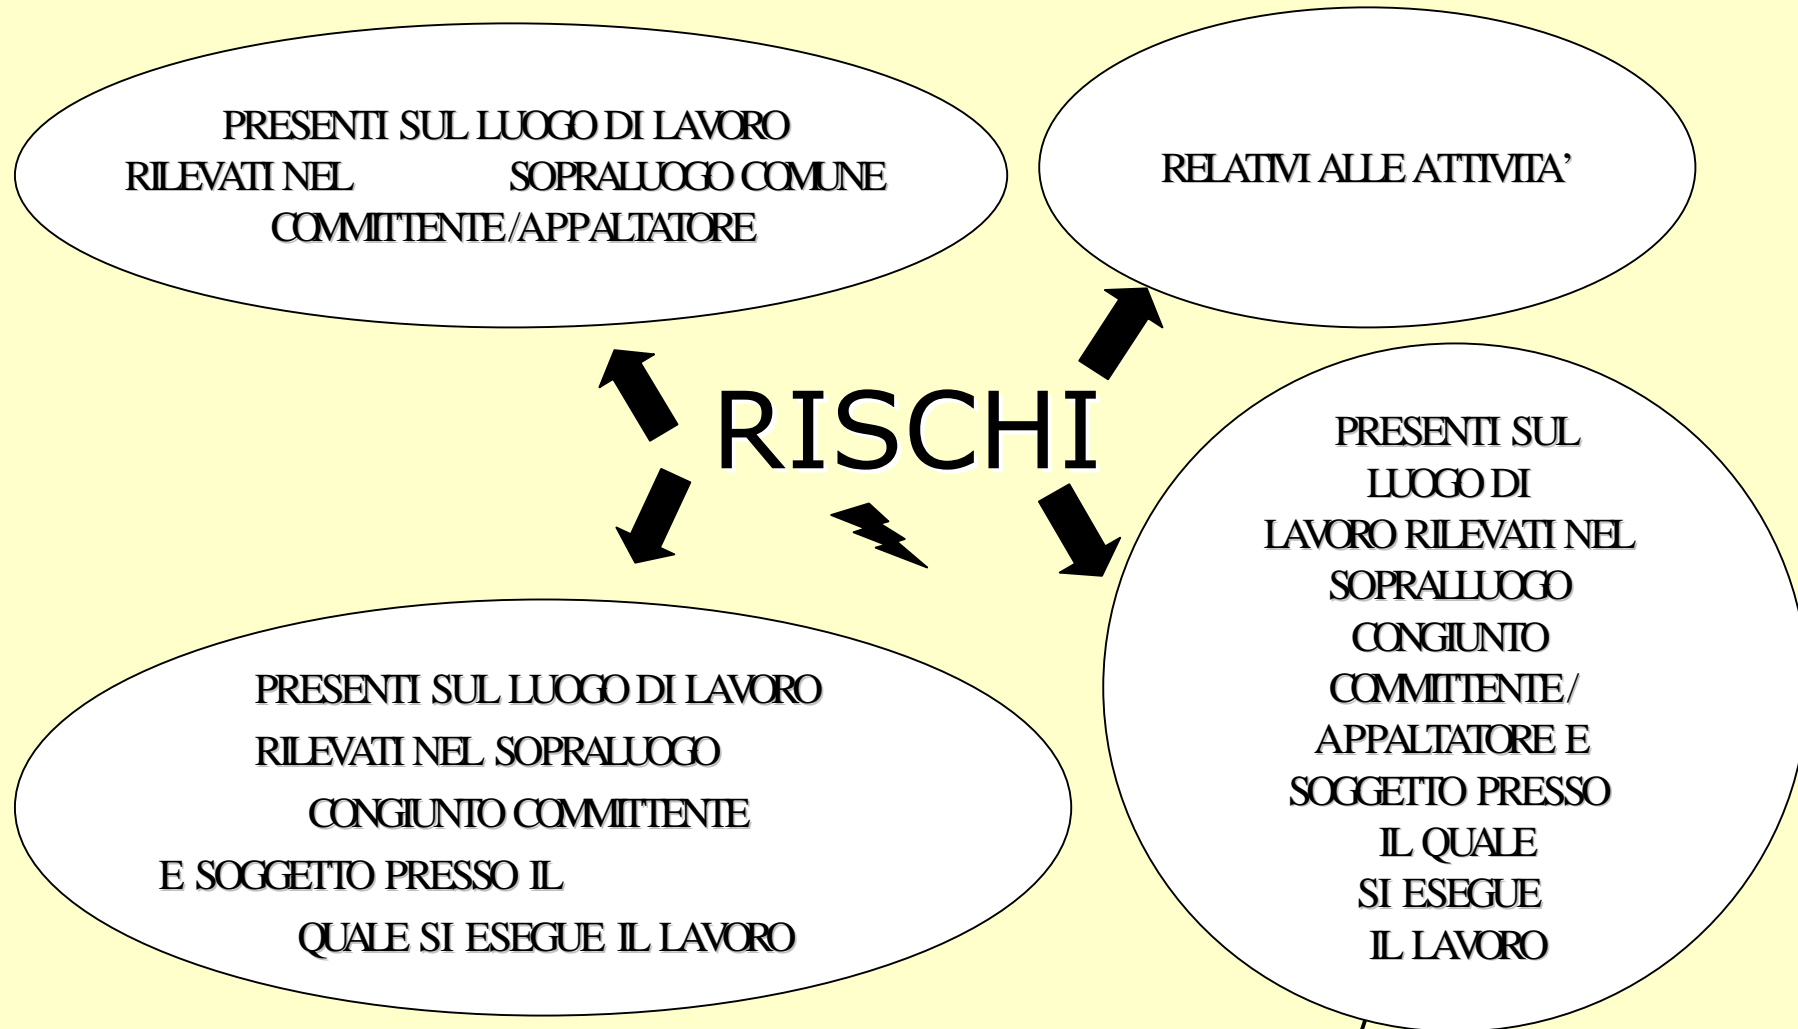 PRESENTI SUL LUOGO DI LAVORO
RILEVATI NEL SOPRALUOGO COMUNE
COMMITTENTE/APPALTATORE
RELATIVI ALLE ATTIVITA’
RISCHI
PRESENTI SUL LUOGO DI LAVORO
RILEVATI NEL SOPRALUOGO
CONGIUNTO COMMITTENTE
E SOGGETTO PRESSO IL
QUALE SI ESEGUE IL LAVORO
PRESENTI SUL
LUOGO DI
LAVORO RILEVATI NEL
SOPRALLUOGO
CONGIUNTO
COMMITTENTE/
APPALTATORE E
SOGGETTO PRESSO
IL QUALE
SI ESEGUE
IL LAVORO